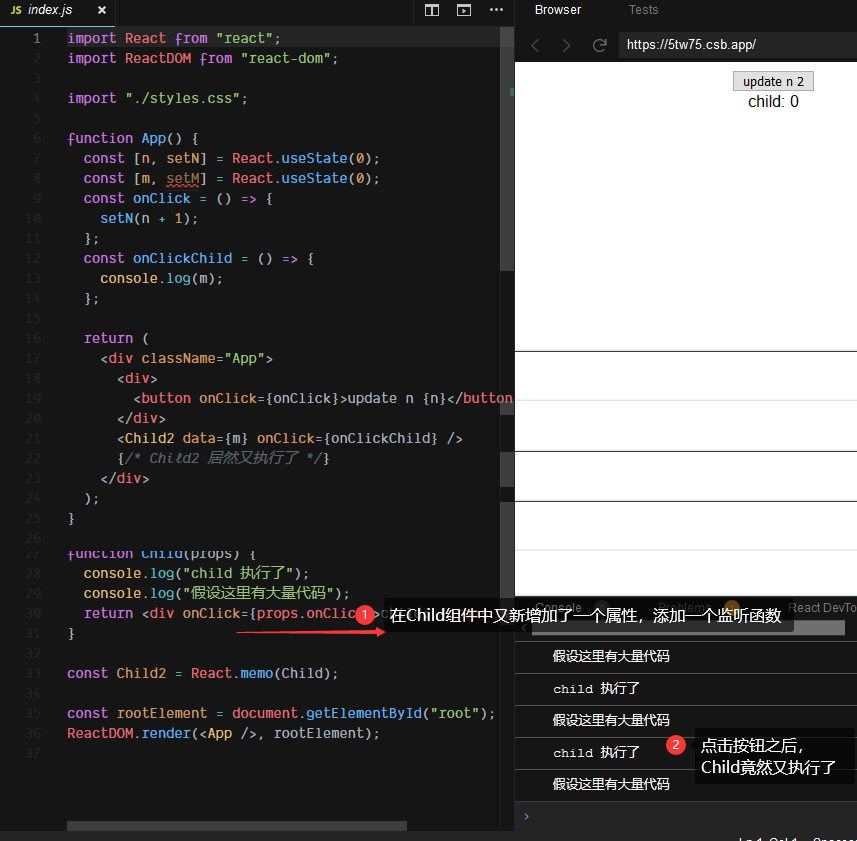 JS index.js ×
1 import React from "react";
2 import ReactDOM from "react-dom";
3
4 import "./styles.css";
5
6 function App() {
7 const [n, setN] = React.useState(0);
8 const [m, setM] = React.useState(0);
9 const onClick = () => {
10 setN(n + 1);
11 };
12 const onClickChild = () => {
13 console.log(m);
14 };
15
16 return (
17 <div className="App">
18 <div>
19 <button onClick={onClick}>update n {n}</button
20 </div>
21 <Child2 data={m} onClick={onClickChild} />
22 {/* Child2 居然又执行了 */}
23 </div>
24 );
25 }
26
27 function Child(props) {
28 console.log("child 执行了");
29 console.log("假设这里有大量代码");
30 return <div onClick={props.onClic
31 }
32
33 const Child2 = React.memo(Child);
34
35 const rootElement = document.getElementById("root");
36 ReactDOM.render(<App />, rootElement);
37
Browser Tests
https://5tw75.csb.app/
update n 2
child: 0
1 在Child组件中又新增加了一个属性，添加一个监听函数
Console Problems React DevTo
假设这里有大量代码
child 执行了
假设这里有大量代码
child 执行了
假设这里有大量代码
2 点击按钮之后，
Child竟然又执行了